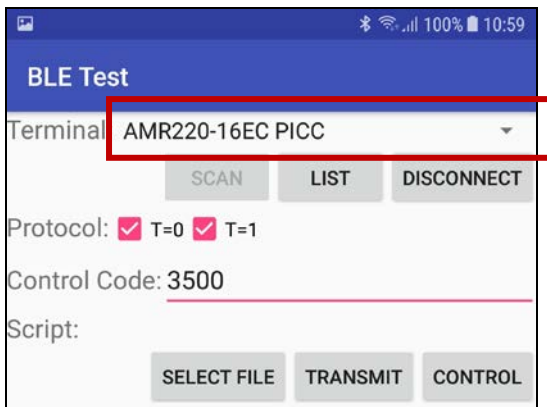 100% 10:59
BLE Test
Terminal: AMR220-16EC PICC
SCAN LIST DISCONNECT
Protocol: T=0 T=1
Control Code: 3500
Script:
SELECT FILE TRANSMIT CONTROL